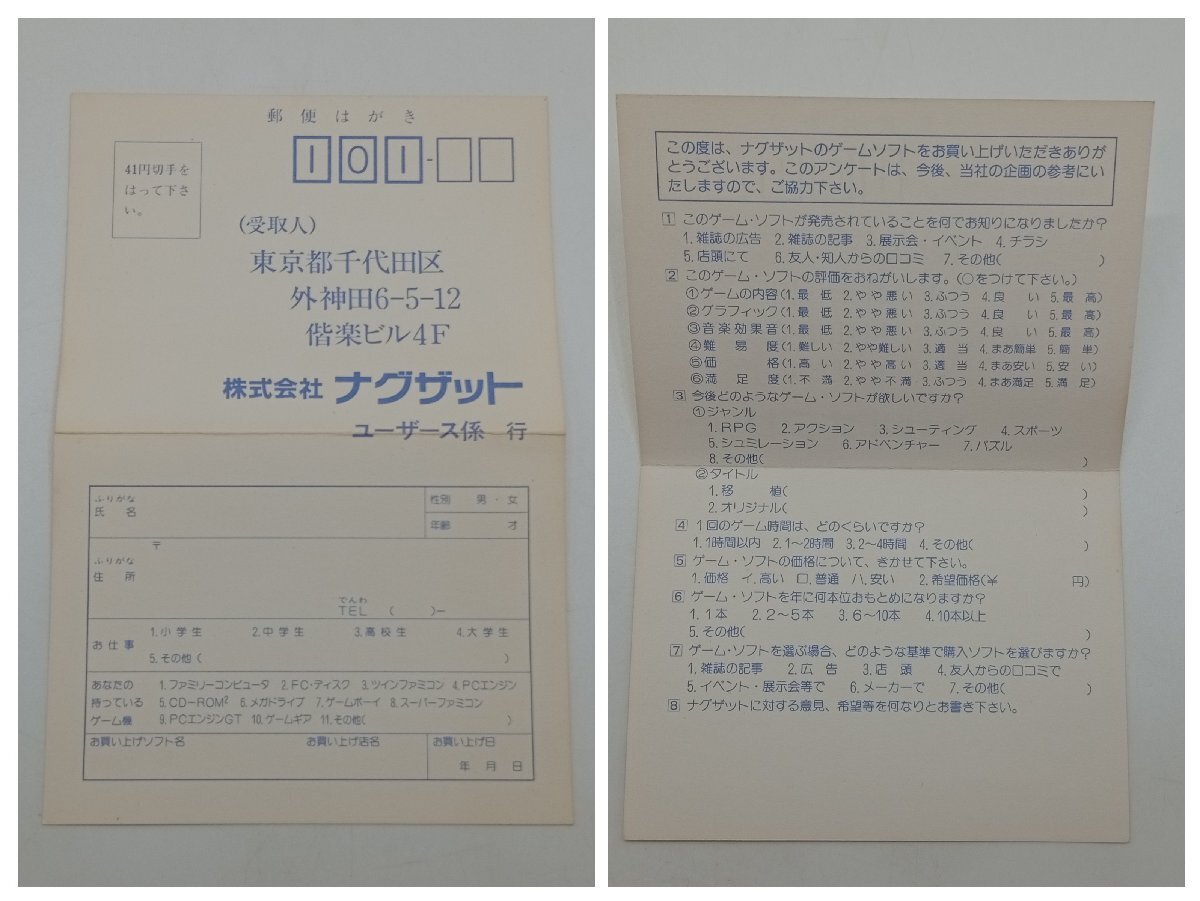 郵便はがき
41円切手を
はって下さ
い。
101-
(受取人)
東京都千代田区
外神田6-5-12
偕楽ビル4F
株式会社 ナグザット
ユーザース係 行
ふりがな
氏 名
性別 男・女
年齢 才
〒
ふりがな
住 所
でんわ
TEL ( )-
お仕事
1.小学生 2.中学生 3.高校生 4.大学生
5.その他( )
あなたの
持っている
ゲーム機
1.ファミリーコンピュータ 2.FC・ディスク 3.ツインファミコン 4.PCエンジン
5.CD-ROM² 6.メガドライブ 7.ゲームボーイ 8.スーパーファミコン
9.PCエンジンGT 10.ゲームギア 11.その他( )
お買い上げソフト名 お買い上げ店名 お買い上げ日
年 月 日
この度は、ナグザットのゲームソフトをお買い上げいただきありが
とうございます。このアンケートは、今後、当社の企画の参考にい
たしますので、ご協力下さい。
1 このゲーム・ソフトが発売されていることを何でお知りになりましたか?
1.雑誌の広告 2.雑誌の記事 3.展示会・イベント 4.チラシ
5.店頭にて 6.友人・知人からの口コミ 7.その他( )
2 このゲーム・ソフトの評価をおねがいします。(○をつけて下さい。)
①ゲームの内容(1.最 低 2.やや悪い 3.ふつう 4.良 い 5.最 高)
②グラフィック(1.最 低 2.やや悪い 3.ふつう 4.良 い 5.最 高)
③音楽効果音(1.最 低 2.やや悪い 3.ふつう 4.良 い 5.最 高)
④難 易 度(1.難しい 2.やや難しい 3.適 当 4.まあ簡単 5.簡 単)
⑤価 格(1.高 い 2.やや高い 3.適 当 4.まあ安い 5.安 い)
⑥満 足 度(1.不 満 2.やや不満 3.ふつう 4.まあ満足 5.満 足)
3 今後どのようなゲーム・ソフトが欲しいですか?
①ジャンル
1.RPG 2.アクション 3.シューティング 4.スポーツ
5.シュミレーション 6.アドベンチャー 7.パズル
8.その他( )
②タイトル
1.移 植( )
2.オリジナル( )
4 1回のゲーム時間は、どのくらいですか?
1.1時間以内 2.1〜2時間 3.2〜4時間 4.その他( )
5 ゲーム・ソフトの価格について、きかせて下さい。
1.価格 イ.高い ロ.普通 ハ.安い 2.希望価格(¥ 円)
6 ゲーム・ソフトを年に何本位おもとめになりますか?
1.1本 2.2〜5本 3.6〜10本 4.10本以上
5.その他( )
7 ゲーム・ソフトを選ぶ場合、どのような基準で購入ソフトを選びますか?
1.雑誌の記事 2.広 告 3.店 頭 4.友人からの口コミで
5.イベント・展示会等で 6.メーカーで 7.その他( )
8 ナグザットに対する意見、希望等を何なりとお書き下さい。